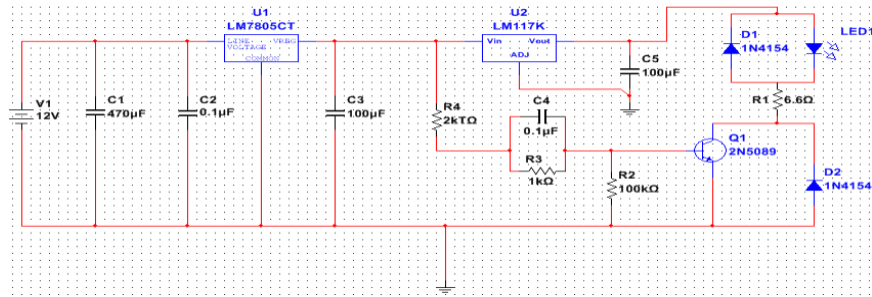 U1
LM7805CT
LINE VREG
VOLTAGE
COMMON
U2
LM117K
Vin Vout
ADJ
D1
1N4154
LED1
C5
100µF
R1 6.6Ω
V1
12V
C1
470µF
C2
0.1µF
C3
100µF
R4
2kTΩ
C4
0.1µF
R3
1kΩ
R2
100kΩ
Q1
2N5089
D2
1N4154